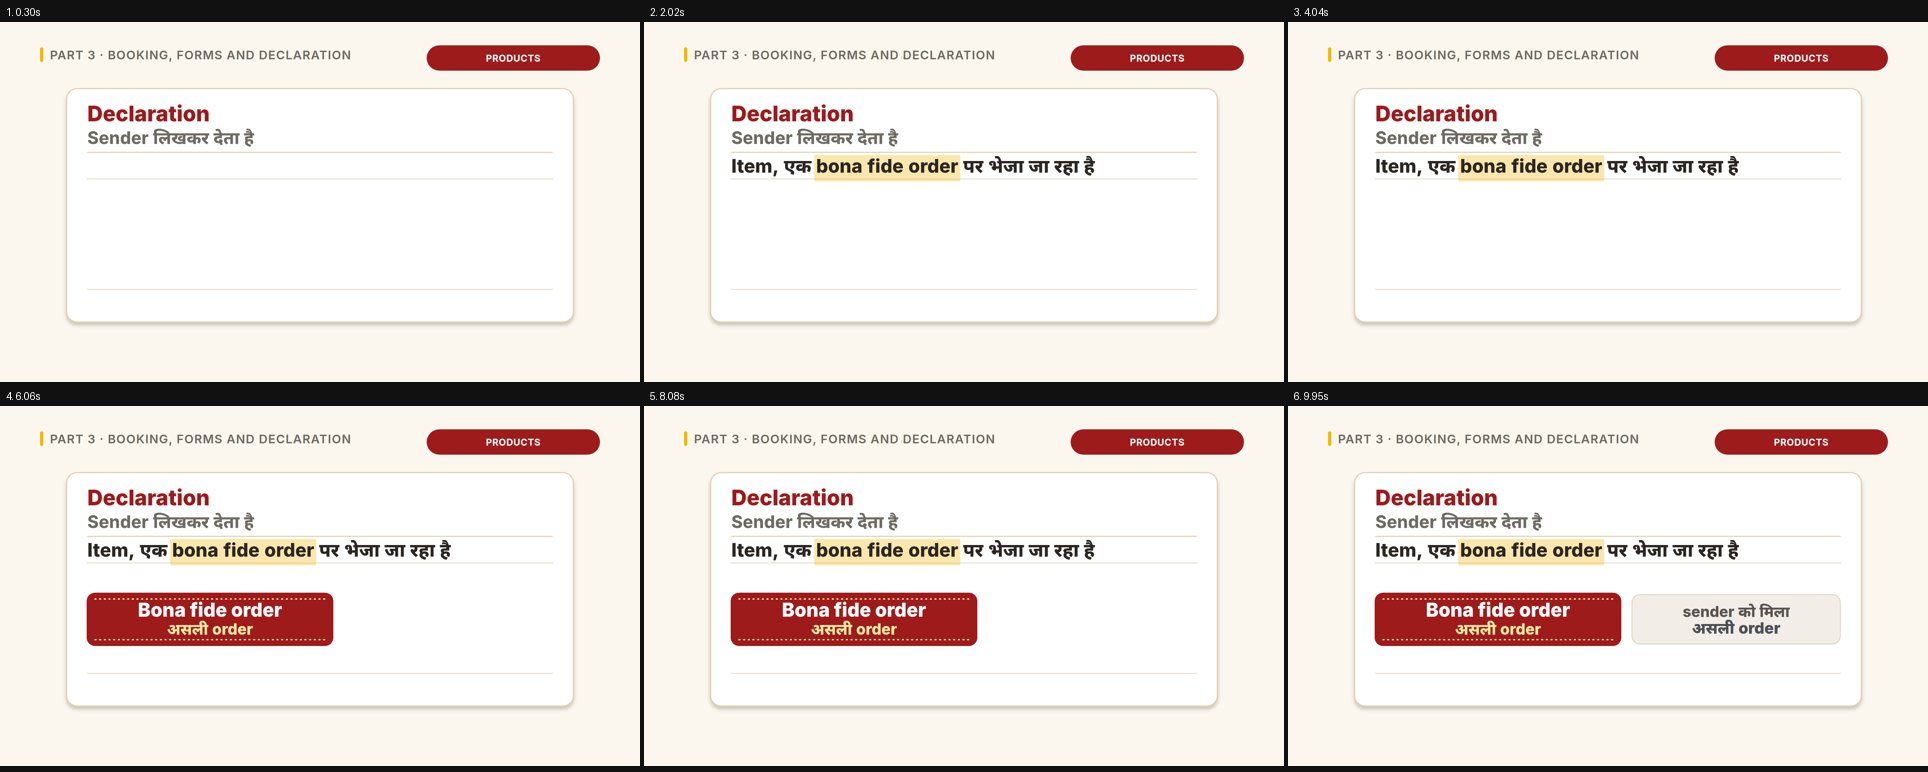 1. 0.30s
PART 3 · BOOKING, FORMS AND DECLARATION
PRODUCTS
Declaration
Sender लिखकर देता है
2. 2.02s
PART 3 · BOOKING, FORMS AND DECLARATION
PRODUCTS
Declaration
Sender लिखकर देता है
Item, एक bona fide order पर भेजा जा रहा है
3. 4.04s
PART 3 · BOOKING, FORMS AND DECLARATION
PRODUCTS
Declaration
Sender लिखकर देता है
Item, एक bona fide order पर भेजा जा रहा है
4. 6.06s
PART 3 · BOOKING, FORMS AND DECLARATION
PRODUCTS
Declaration
Sender लिखकर देता है
Item, एक bona fide order पर भेजा जा रहा है
Bona fide order
असली order
5. 8.08s
PART 3 · BOOKING, FORMS AND DECLARATION
PRODUCTS
Declaration
Sender लिखकर देता है
Item, एक bona fide order पर भेजा जा रहा है
Bona fide order
असली order
6. 9.95s
PART 3 · BOOKING, FORMS AND DECLARATION
PRODUCTS
Declaration
Sender लिखकर देता है
Item, एक bona fide order पर भेजा जा रहा है
Bona fide order
असली order
sender को मिला
असली order